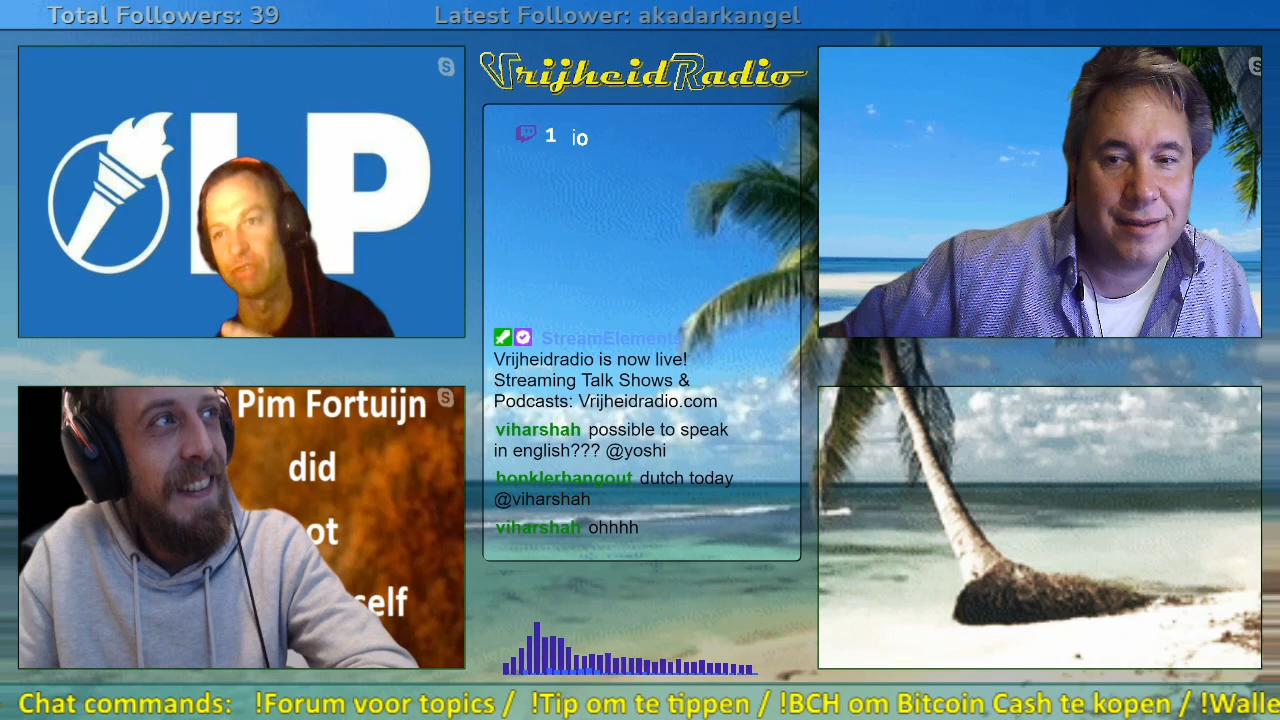 Total Followers: 39
Latest Follower: akadarkangel
VrijheidRadio
LP
1 io
StreamElements
Vrijheidradio is now live!
Streaming Talk Shows &
Podcasts: Vrijheidradio.com
viharshah possible to speak
in english??? @yoshi
honklerhangout dutch today
@viharshah
viharshah ohhhh
Pim Fortuijn
did
ot
self
Chat commands: !Forum voor topics / !Tip om te tippen / !BCH om Bitcoin Cash te kopen / !Walle